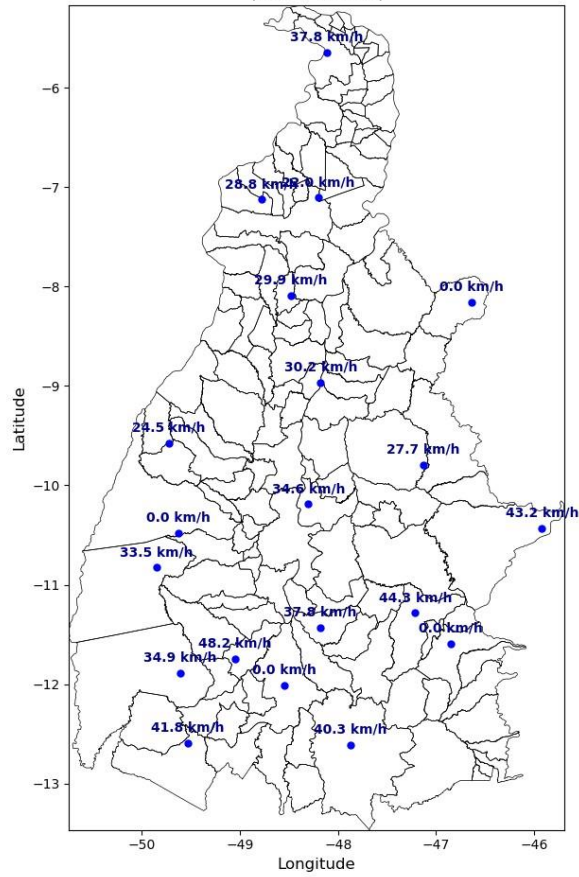 37.8 km/h
−6
28.8 km/h
−7
29.9 km/h
0.0 km/h
−8
30.2 km/h
−9
24.5 km/h
27.7 km/h
−10
34.6 km/h
43.2 km/h
0.0 km/h
33.5 km/h
−11
44.3 km/h
37.8 km/h
0.0 km/h
48.2 km/h
34.9 km/h
0.0 km/h
−12
41.8 km/h
40.3 km/h
−13
−50 −49 −48 −47 −46
Longitude
Latitude